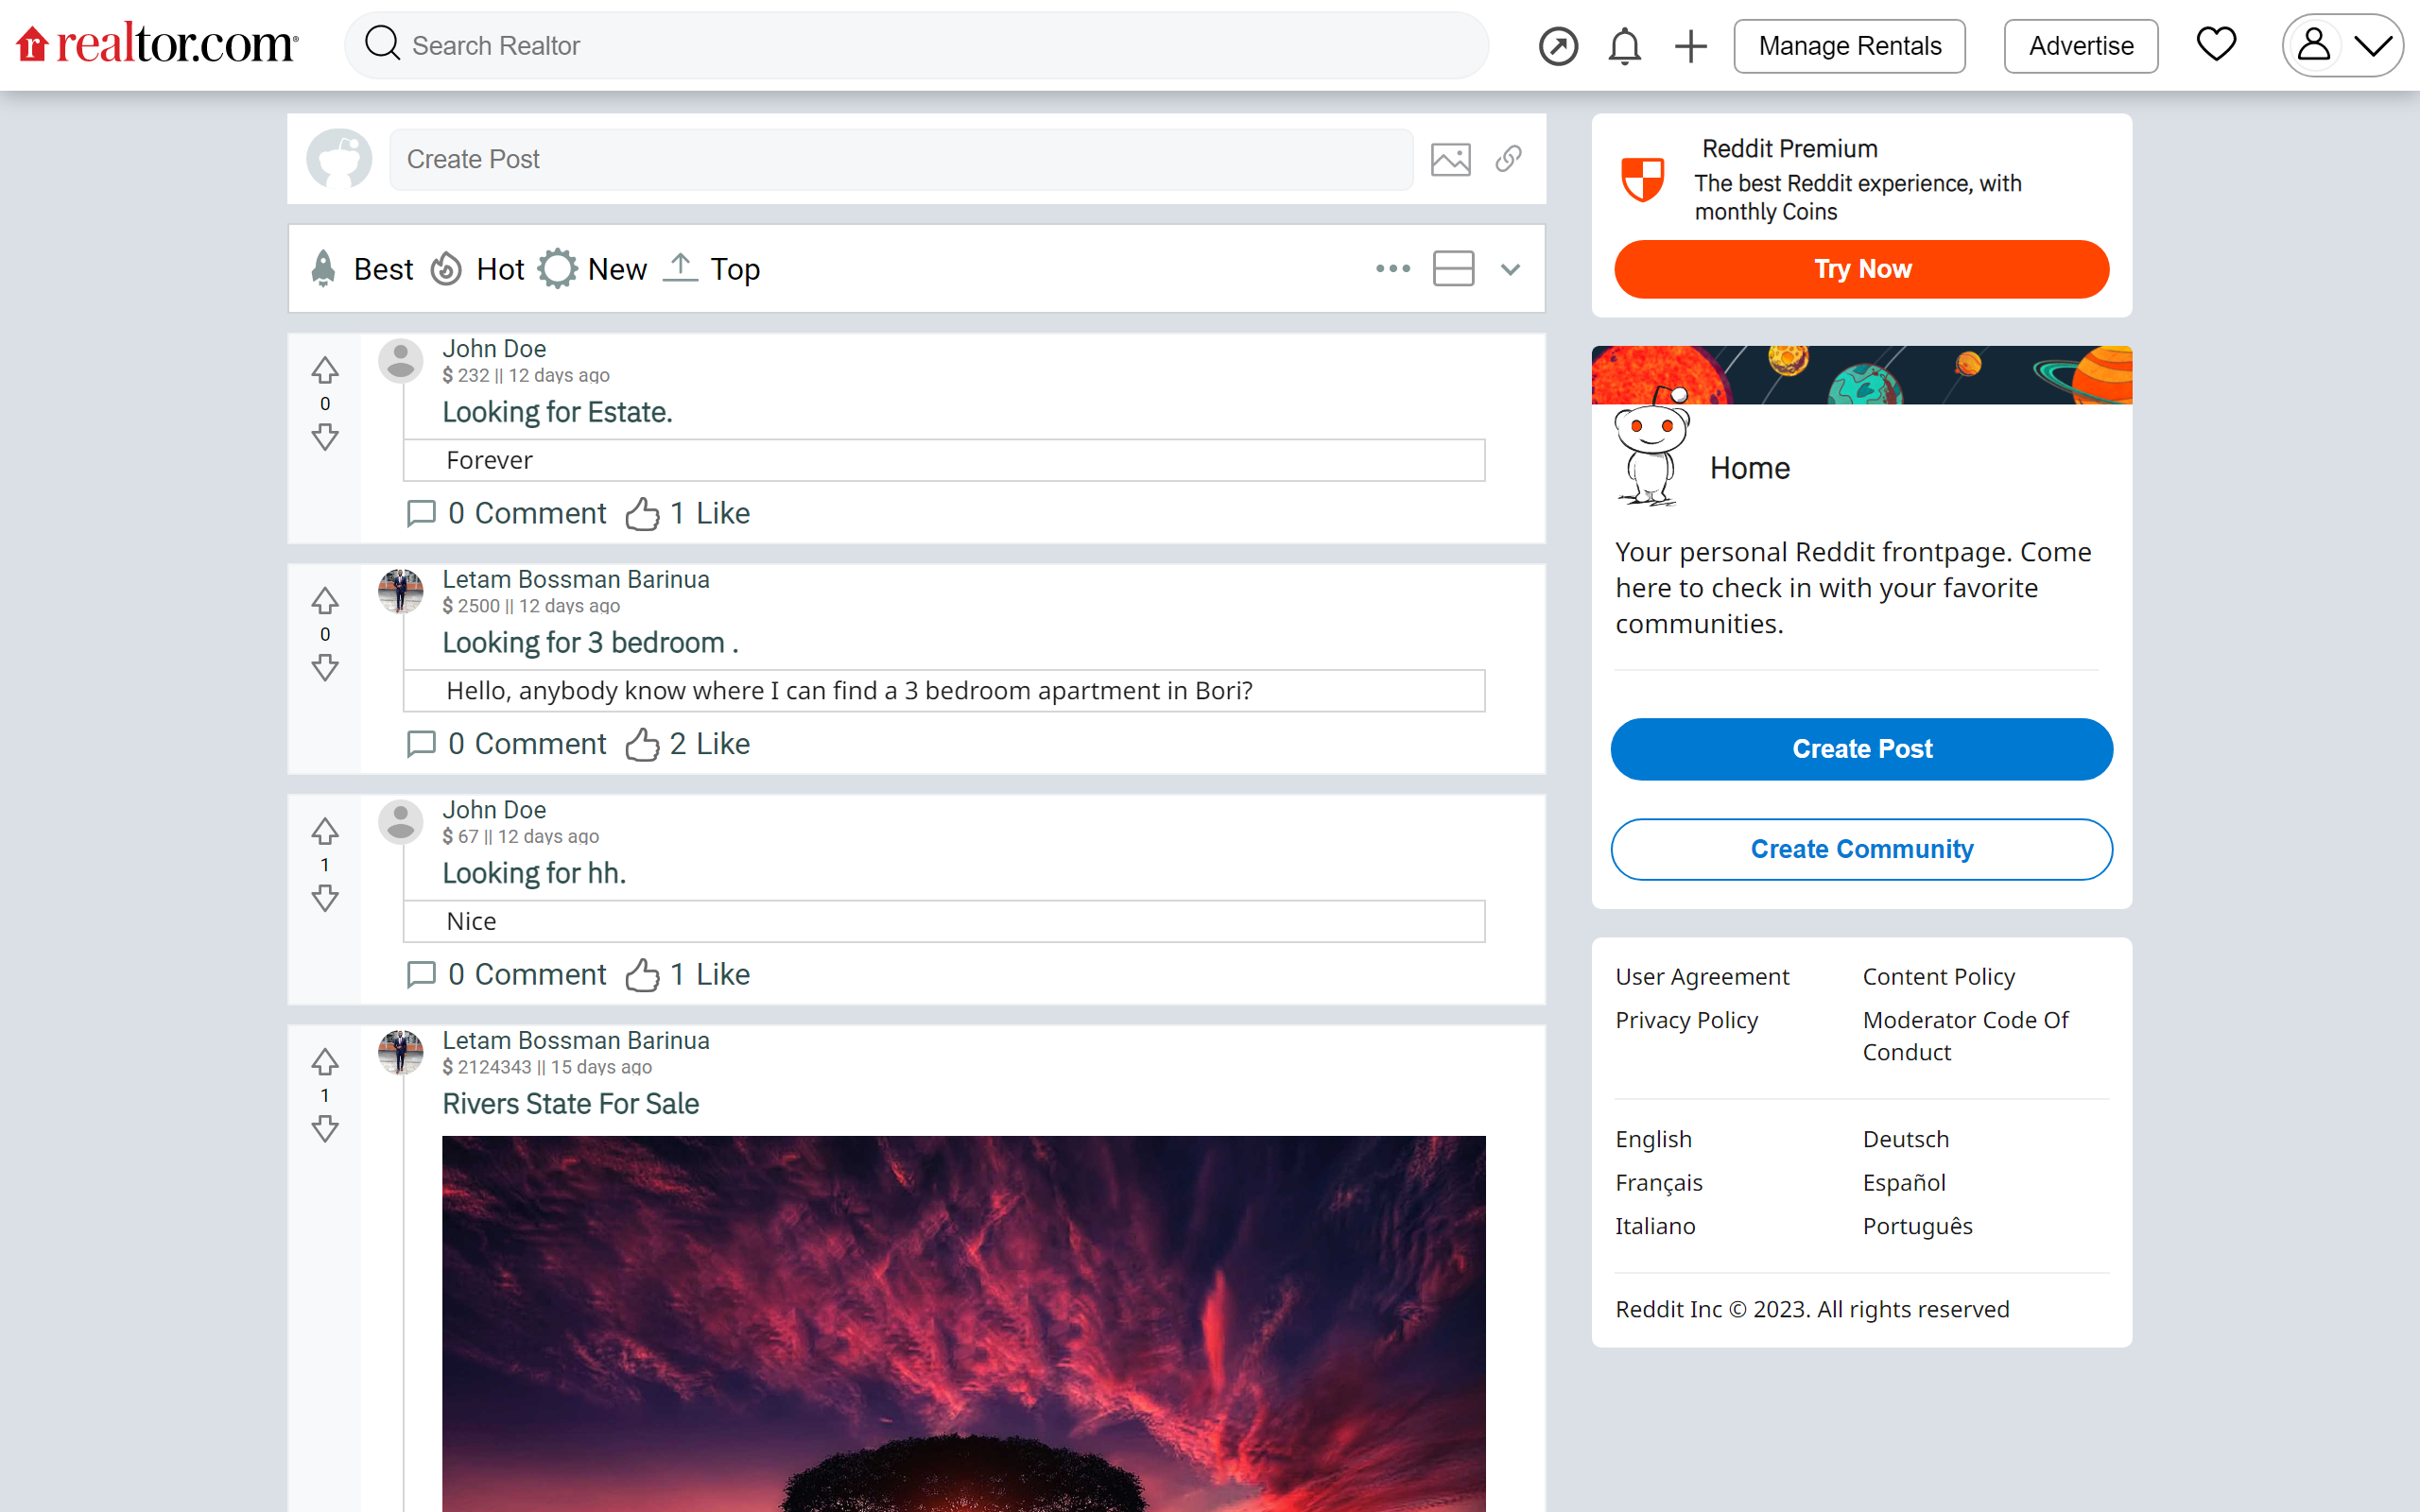 realtor.com
Search Realtor
Manage Rentals
Advertise
Create Post
Best Hot New Top
John Doe
$ 232 || 12 days ago
Looking for Estate.
Forever
0 Comment 1 Like
0
Letam Bossman Barinua
$ 2500 || 12 days ago
Looking for 3 bedroom .
Hello, anybody know where I can find a 3 bedroom apartment in Bori?
0 Comment 2 Like
0
John Doe
$ 67 || 12 days ago
Looking for hh.
Nice
0 Comment 1 Like
1
Letam Bossman Barinua
$ 2124343 || 15 days ago
Rivers State For Sale
1
Reddit Premium
The best Reddit experience, with
monthly Coins
Try Now
Home
Your personal Reddit frontpage. Come
here to check in with your favorite
communities.
Create Post
Create Community
User Agreement
Content Policy
Privacy Policy
Moderator Code Of
Conduct
English
Deutsch
Français
Español
Italiano
Português
Reddit Inc © 2023. All rights reserved